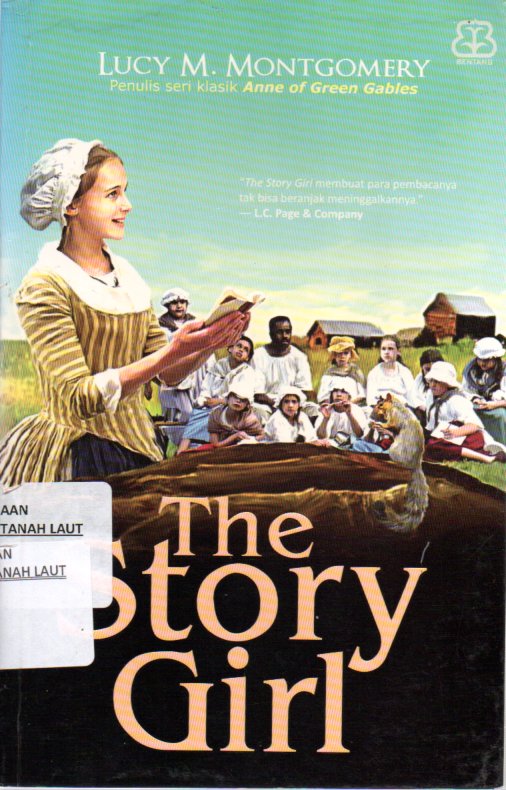 LUCY M. MONTGOMERY
BENTANG
Penulis seri klasik Anne of Green Gables
"The Story Girl membuat para pembacanya
tak bisa beranjak meninggalkannya."
— L.C. Page & Company
AAN
TANAH LAUT
AN
ANAH LAUT
The
Story
Girl